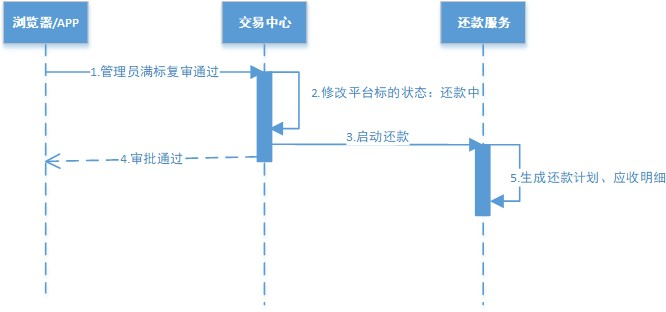 浏览器/APP
交易中心
还款服务
1.管理员满标复审通过
2.修改平台标的状态：还款中
3.启动还款
4.审批通过
5.生成还款计划、应收明细